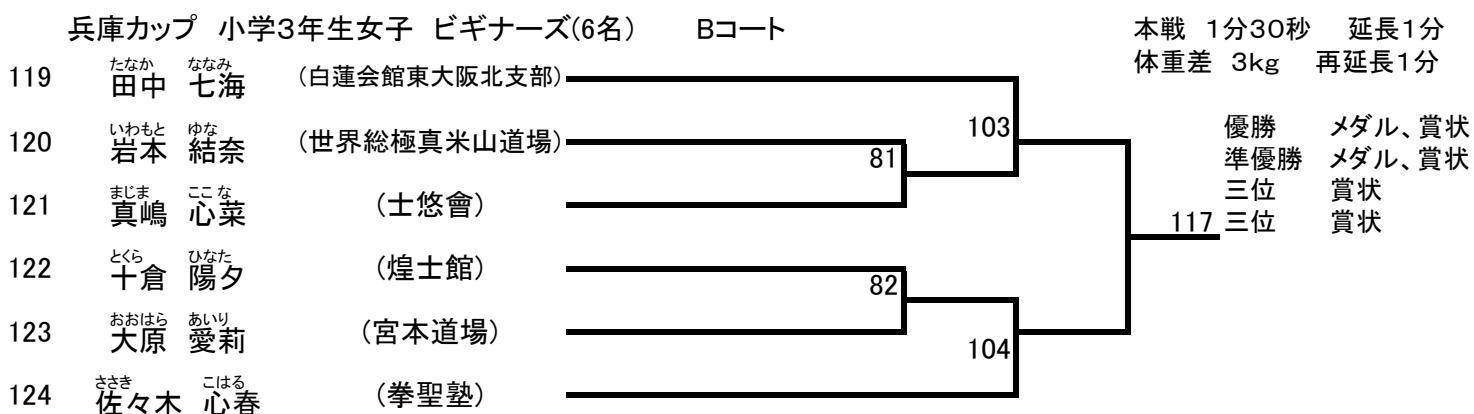 兵庫カップ 小学3年生女子 ビギナーズ(6名) Bコート
本戦 1分30秒 延長1分
体重差 3kg 再延長1分
たなか ななみ
119 田中 七海 (白蓮会館東大阪北支部)
103
優勝 メダル、賞状
いわもと ゆな
120 岩本 結奈 (世界総極真米山道場)
81
準優勝 メダル、賞状
三位 賞状
まじま ここな
121 真嶋 心菜 (士悠會)
117 三位 賞状
とくら ひなた
122 十倉 陽夕 (煌士館)
82
おおはら あいり
123 大原 愛莉 (宮本道場)
104
ささき こはる
124 佐々木 心春 (拳聖塾)